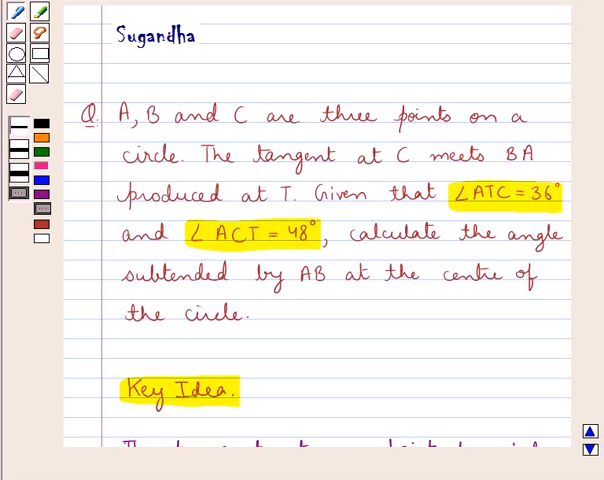 Sugandha
Q. A, B and C are three points on a
circle. The tangent at C meets BA
produced at T. Given that ∠ATC = 36°
and ∠ACT = 48°, calculate the angle
subtended by AB at the centre of
the circle.
Key Idea.